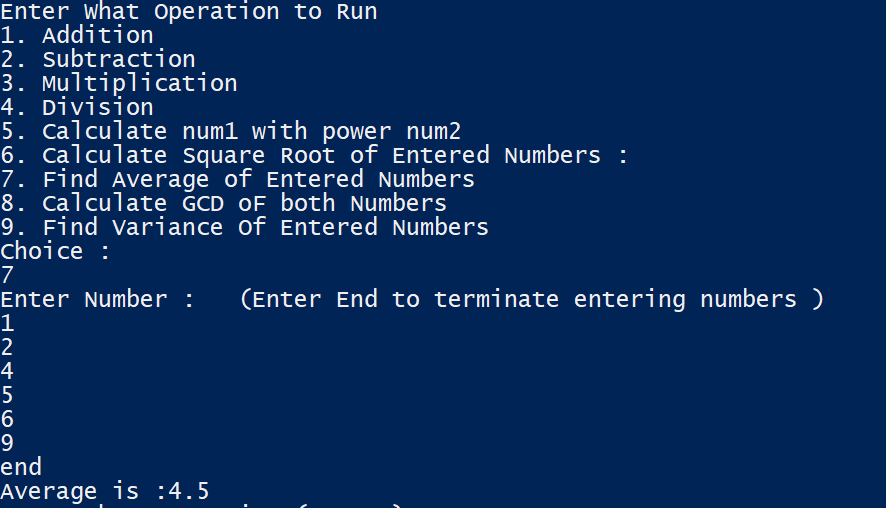 Enter What Operation to Run
1. Addition
2. Subtraction
3. Multiplication
4. Division
5. Calculate num1 with power num2
6. Calculate Square Root of Entered Numbers :
7. Find Average of Entered Numbers
8. Calculate GCD oF both Numbers
9. Find Variance Of Entered Numbers
Choice :
7
Enter Number :   (Enter End to terminate entering numbers )
1
2
4
5
6
9
end
Average is :4.5